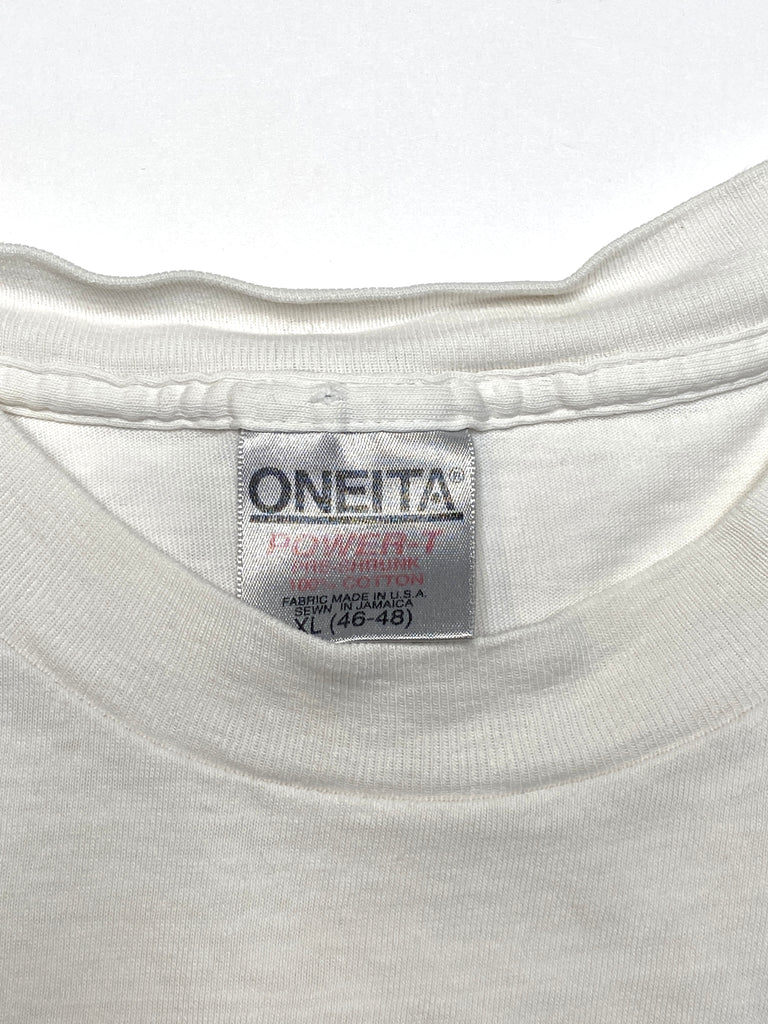 ONEITA®
POWER-T
PRE-SHRUNK
100% COTTON
FABRIC MADE IN U.S.A.
SEWN IN JAMAICA
XL (46-48)